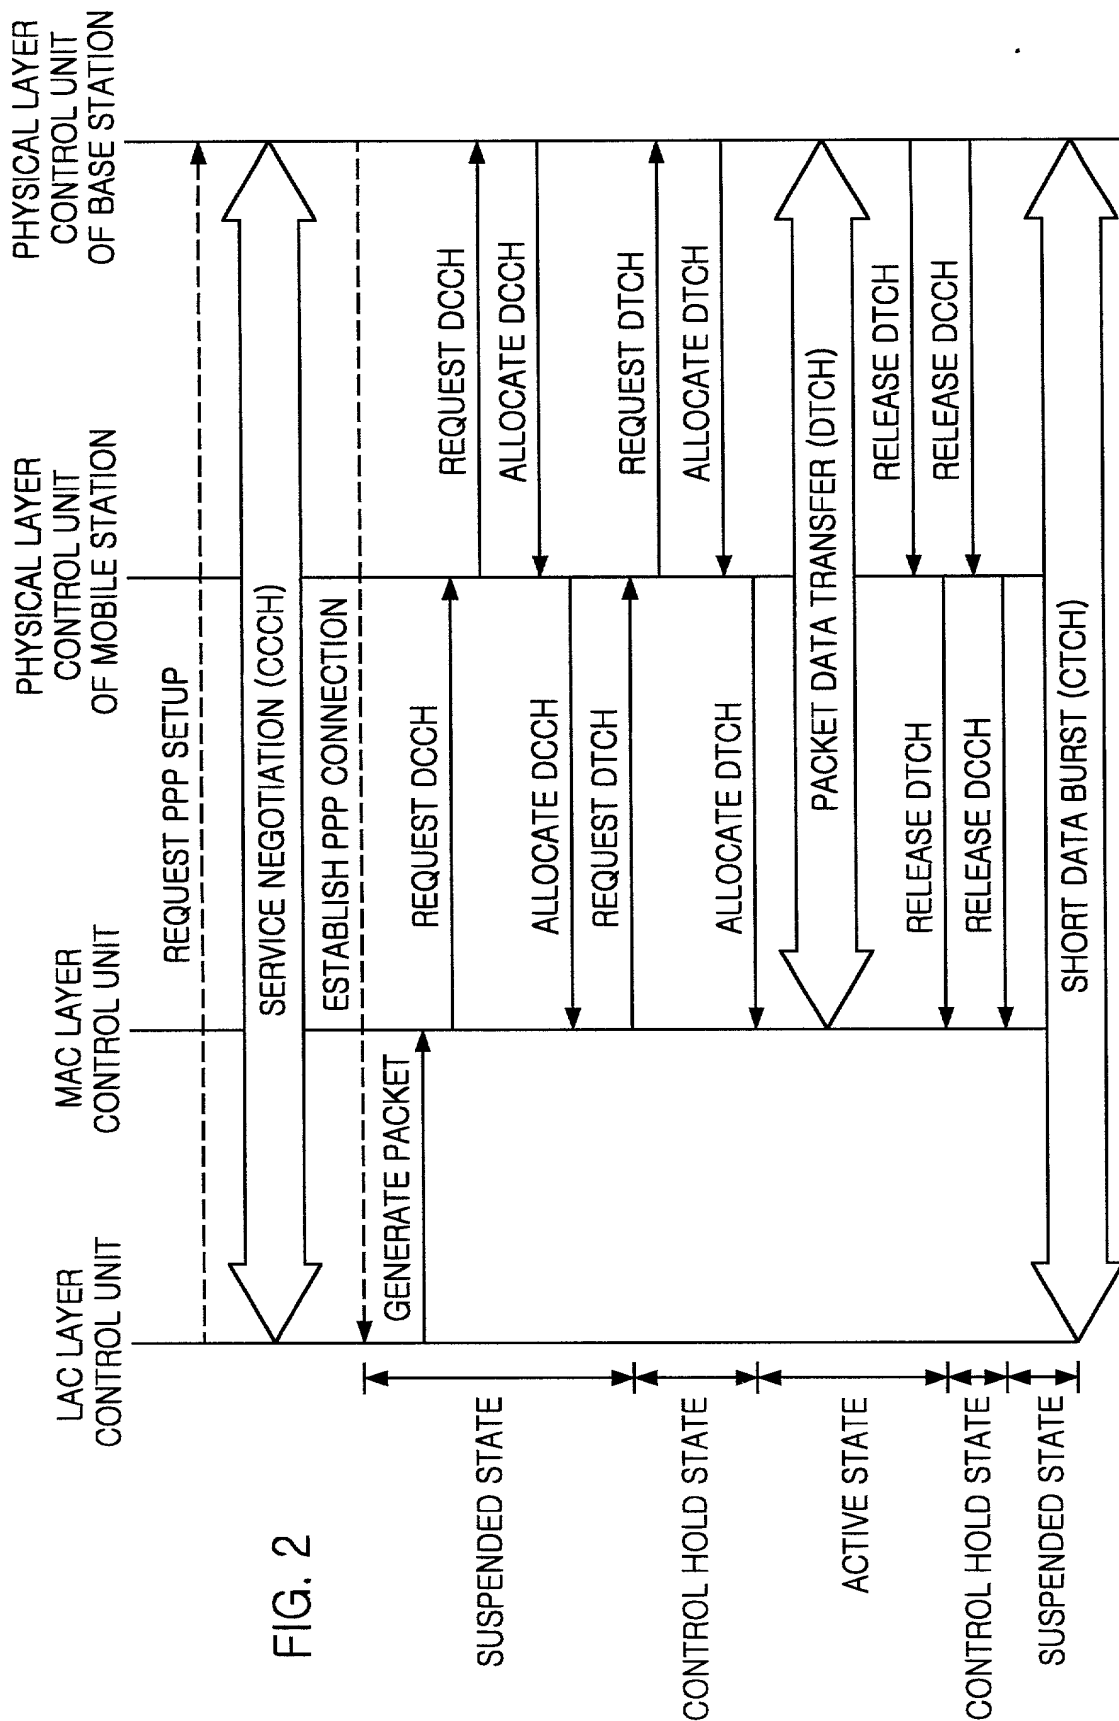 FIG. 2
LAC LAYER
CONTROL UNIT
MAC LAYER
CONTROL UNIT
PHYSICAL LAYER
CONTROL UNIT
OF MOBILE STATION
PHYSICAL LAYER
CONTROL UNIT
OF BASE STATION
REQUEST PPP SETUP
SERVICE NEGOTIATION (CCCH)
ESTABLISH PPP CONNECTION
GENERATE PACKET
REQUEST DCCH
REQUEST DCCH
ALLOCATE DCCH
ALLOCATE DCCH
REQUEST DTCH
REQUEST DTCH
ALLOCATE DTCH
ALLOCATE DTCH
PACKET DATA TRANSFER (DTCH)
RELEASE DTCH
RELEASE DTCH
RELEASE DCCH
RELEASE DCCH
SHORT DATA BURST (CTCH)
SUSPENDED STATE
CONTROL HOLD STATE
ACTIVE STATE
CONTROL HOLD STATE
SUSPENDED STATE